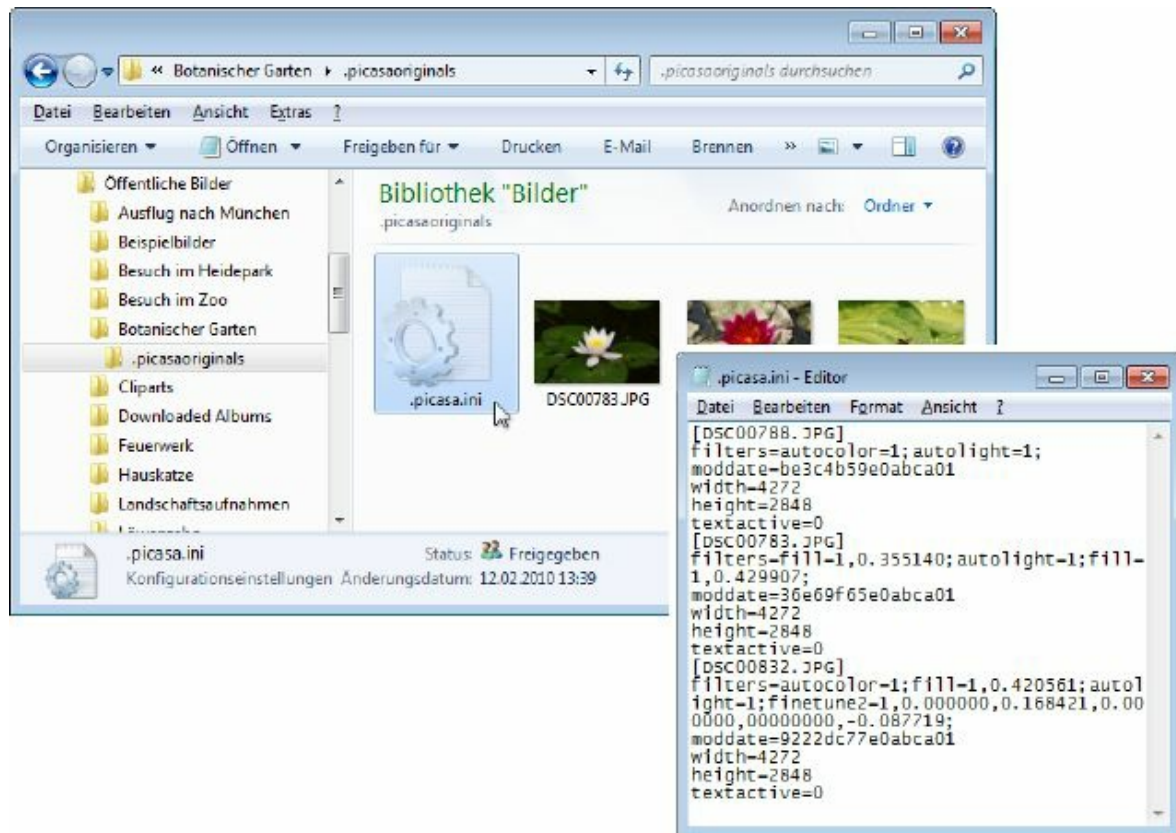 « Botanischer Garten ▸ .picasaoriginals
.picasaoriginals durchsuchen
Datei Bearbeiten Ansicht Extras ?
Organisieren Öffnen Freigeben für Drucken E-Mail Brennen »
Öffentliche Bilder
Ausflug nach München
Beispielbilder
Besuch im Heidepark
Besuch im Zoo
Botanischer Garten
.picasaoriginals
Cliparts
Downloaded Albums
Feuerwerk
Hauskatze
Landschaftsaufnahmen
Bibliothek "Bilder"
.picasaoriginals
Anordnen nach: Ordner
.picasa.ini
DSC00783.JPG
.picasa.ini Status: Freigegeben
Konfigurationseinstellungen Änderungsdatum: 12.02.2010 13:39
.picasa.ini - Editor
Datei Bearbeiten Format Ansicht ?
[DSC00788.JPG]
filters=autocolor=1;autolight=1;
moddate=be3c4b59e0abca01
width=4272
height=2848
textactive=0
[DSC00783.JPG]
filters=fill=1,0.355140;autolight=1;fill=
1,0.429907;
moddate=36e69f65e0abca01
width=4272
height=2848
textactive=0
[DSC00832.JPG]
filters=autocolor=1;fill=1,0.420561;autol
ight=1;finetune2=1,0.000000,0.168421,0.00
0000,00000000,-0.087719;
moddate=9222dc77e0abca01
width=4272
height=2848
textactive=0